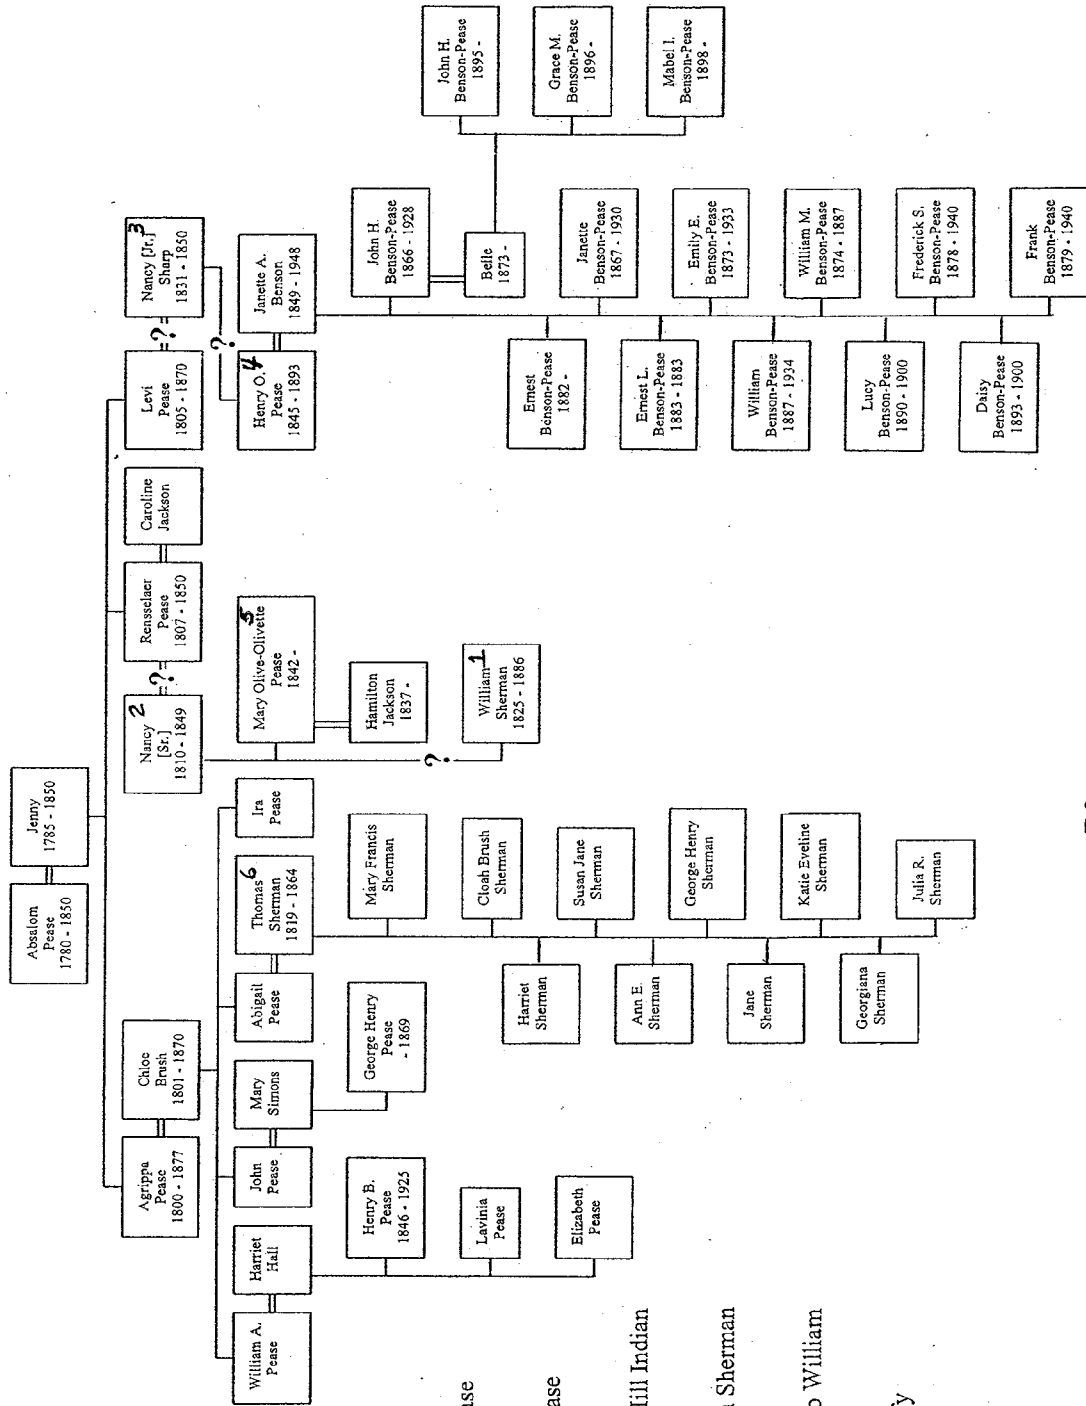 Absalom
Pease
1780 - 1850
Jenny
1785 - 1850
Agrippa
Pease
1800 - 1877
Chloe
Brush
1801 - 1870
Nancy 2
[Sr.]
1810 - 1849
=?=
Rensselaer
Pease
1807 - 1850
Caroline
Jackson
Levi
Pease
1805 - 1870
=?=
Nancy [Jr.] 3
Sharp
1831 - 1850
William A.
Pease
Harriet
Hall
John
Pease
Mary
Simons
Abigail
Pease
Thomas 6
Sherman
1819 - 1864
Ira
Pease
Mary Olive-Olivette 5
Pease
1842 -
Henry O. 4
Pease
1845 - 1893
?
Janette A.
Benson
1849 - 1948
Henry B.
Pease
1846 - 1925
Lavinia
Pease
Elizabeth
Pease
George Henry
Pease
- 1869
Mary Francis
Sherman
Harriet
Sherman
Cloah Brush
Sherman
Susan Jane
Sherman
Ann E.
Sherman
George Henry
Sherman
Jane
Sherman
Katie Eveline
Sherman
Georgiana
Sherman
Julia R.
Sherman
Hamilton
Jackson
1837 -
?
William 1
Sherman
1825 - 1886
John H.
Benson-Pease
1866 - 1928
Belle
1873 -
John H.
Benson-Pease
1895 -
Grace M.
Benson-Pease
1896 -
Mabel I.
Benson-Pease
1898 -
Ernest
Benson-Pease
1882 -
Janette
Benson-Pease
1867 - 1930
Ernest L.
Benson-Pease
1883 - 1883
Emily E.
Benson-Pease
1873 - 1933
William
Benson-Pease
1887 - 1934
William M.
Benson-Pease
1874 - 1887
Lucy
Benson-Pease
1890 - 1900
Frederick S.
Benson-Pease
1878 - 1940
Daisy
Benson-Pease
1893 - 1900
Frank
Benson-Pease
1879 - 1940
Indian
Sherman
William